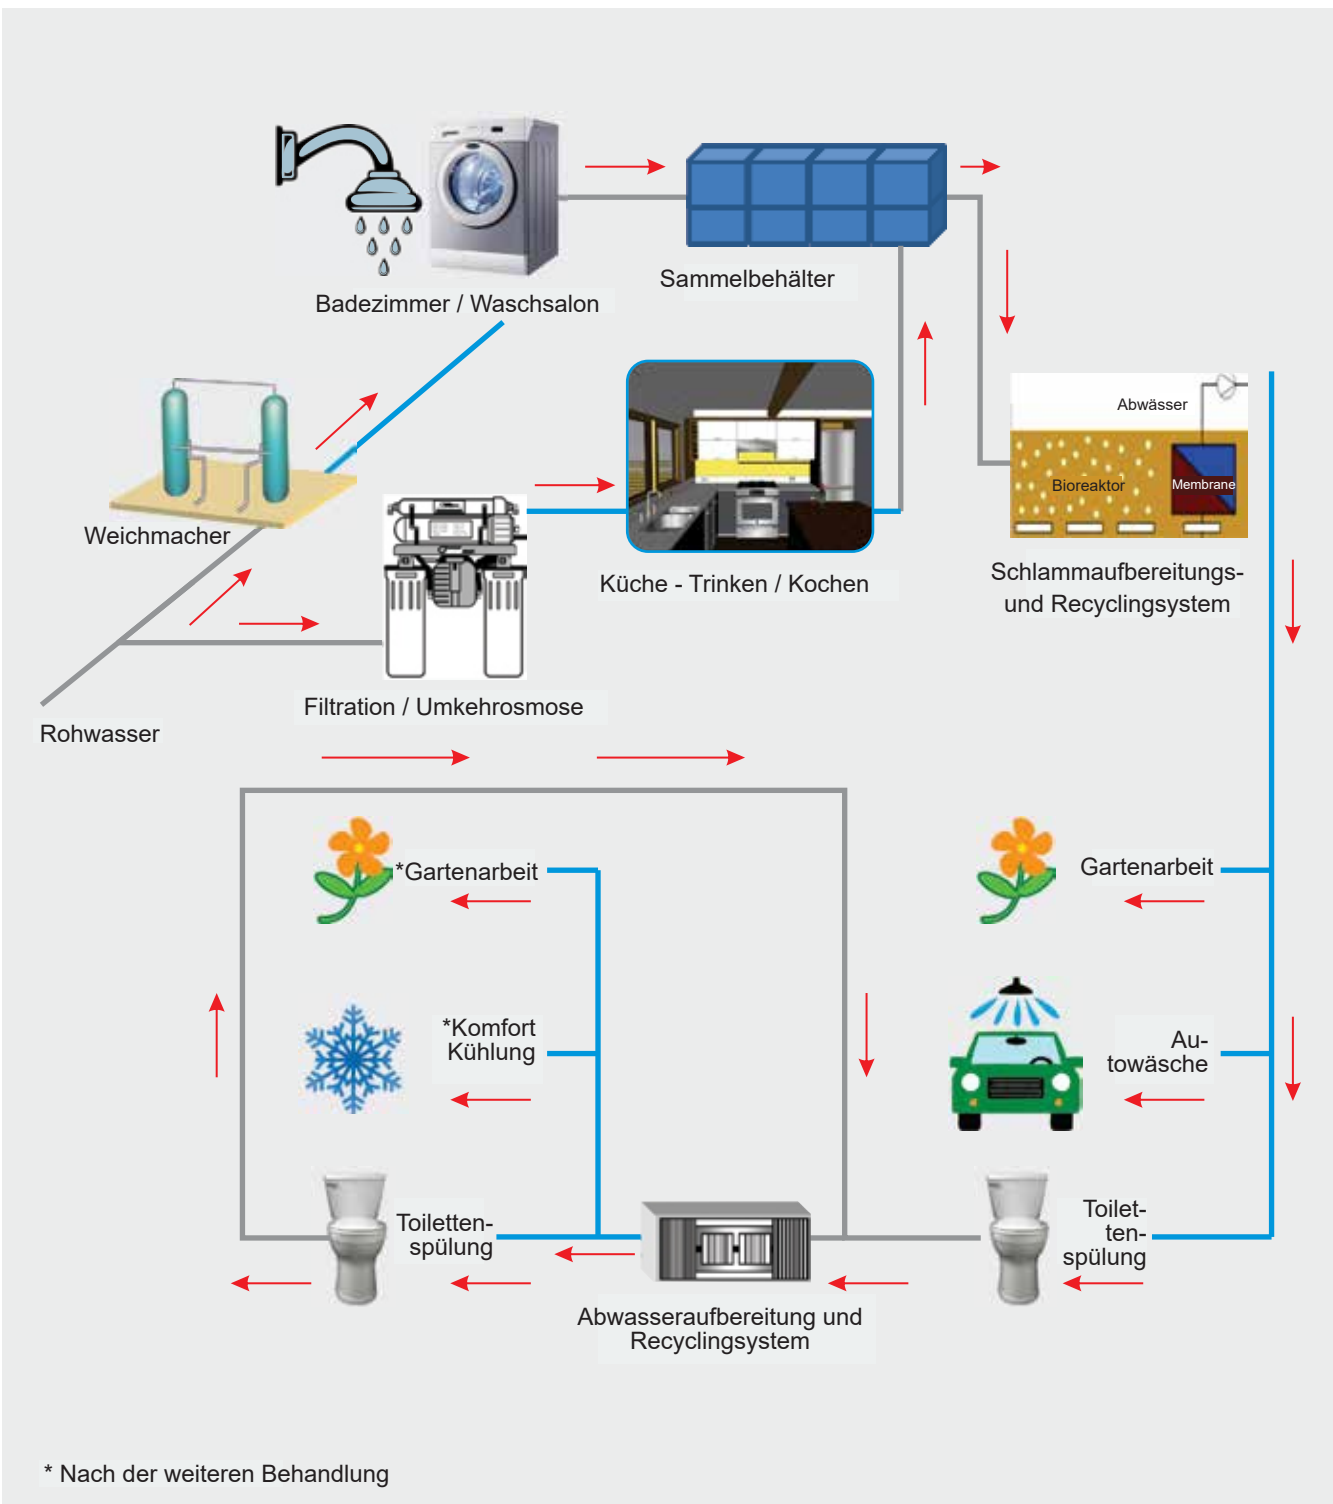 Badezimmer / Waschsalon
Sammelbehälter
Abwässer
Bioreaktor
Membrane
Weichmacher
Küche - Trinken / Kochen
Schlammaufbereitungs-
und Recyclingsystem
Filtration / Umkehrosmose
Rohwasser
*Gartenarbeit
Gartenarbeit
*Komfort
Kühlung
Au-
towäsche
Toiletten-
spülung
Toilet-
ten-
spülung
Abwasseraufbereitung und
Recyclingsystem
* Nach der weiteren Behandlung